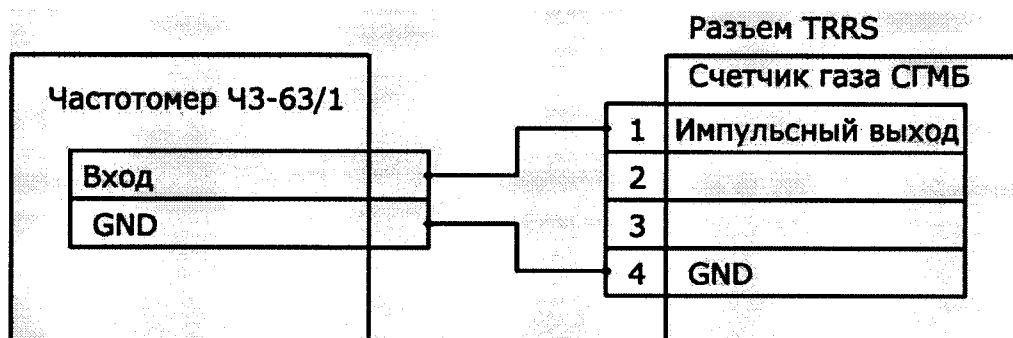 Разъем TRRS
Счетчик газа СГМБ
Частотомер Ч3-63/1
1 Импульсный выход
Вход
2
GND
3
4 GND